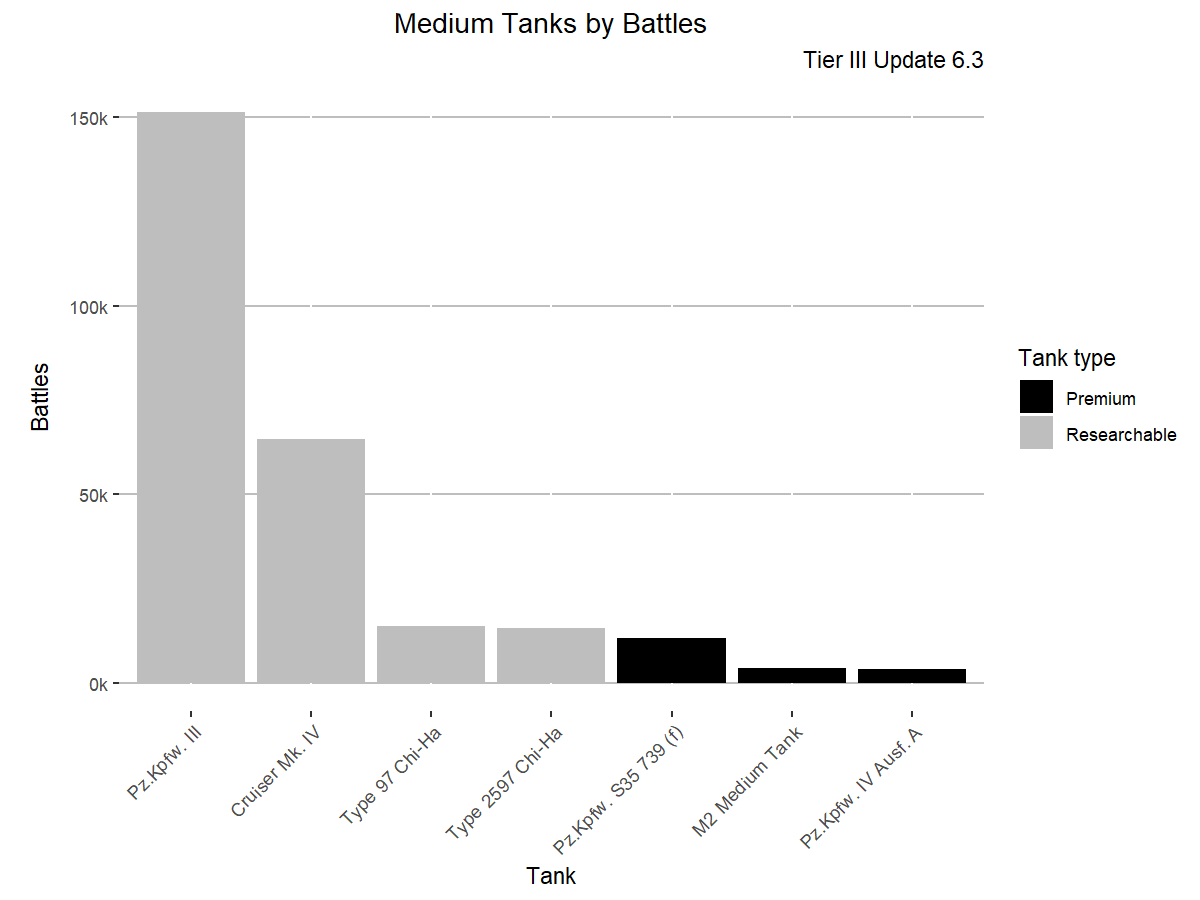 Medium Tanks by Battles
Tier III Update 6.3
150k
100k
50k
0k
Battles
Pz.Kpfw. III
Cruiser Mk. IV
Type 97 Chi-Ha
Type 2597 Chi-Ha
Pz.Kpfw. S35 739 (f)
M2 Medium Tank
Pz.Kpfw. IV Ausf. A
Tank
Tank type
Premium
Researchable